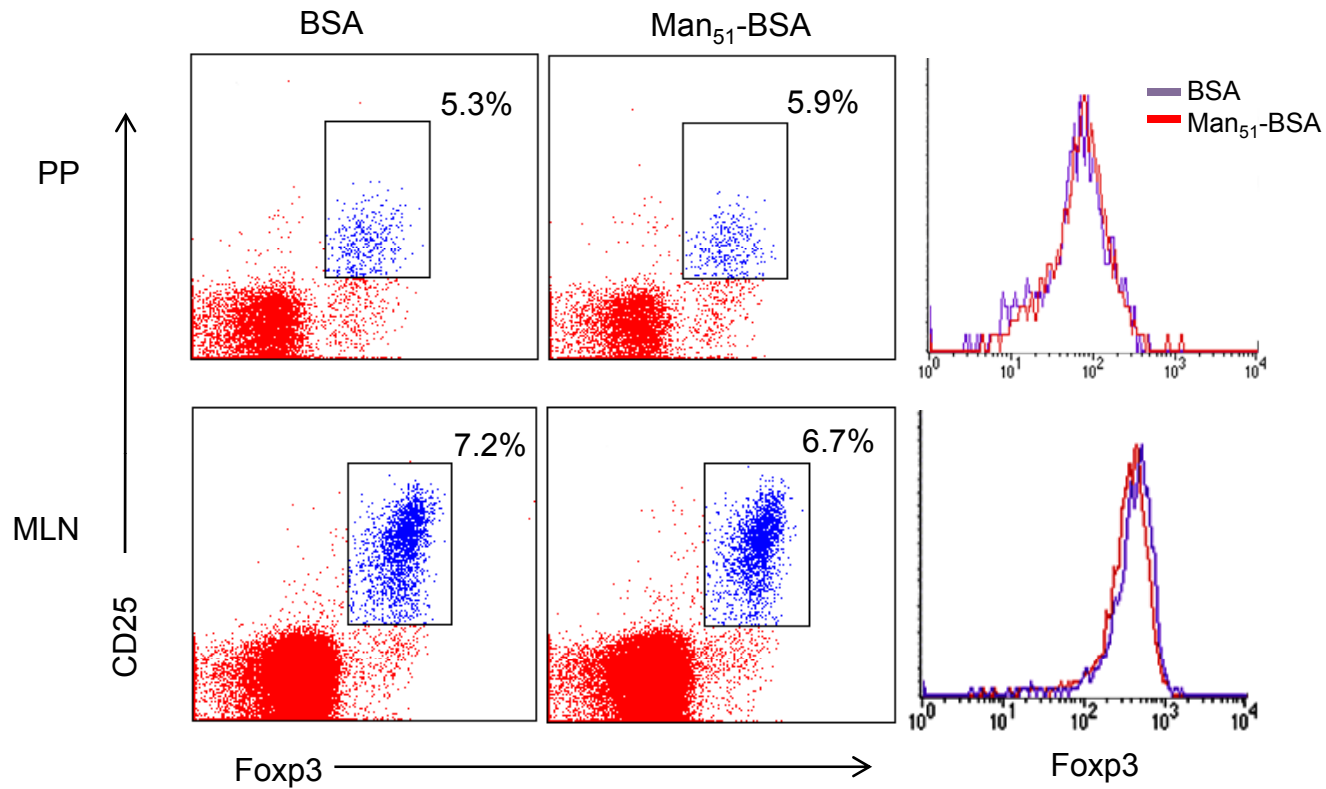 BSA
Man51-BSA
5.3%
5.9%
BSA
Man51-BSA
PP
10^0 10^1 10^2 10^3 10^4
7.2%
6.7%
MLN
CD25
10^0 10^1 10^2 10^3 10^4
Foxp3
Foxp3